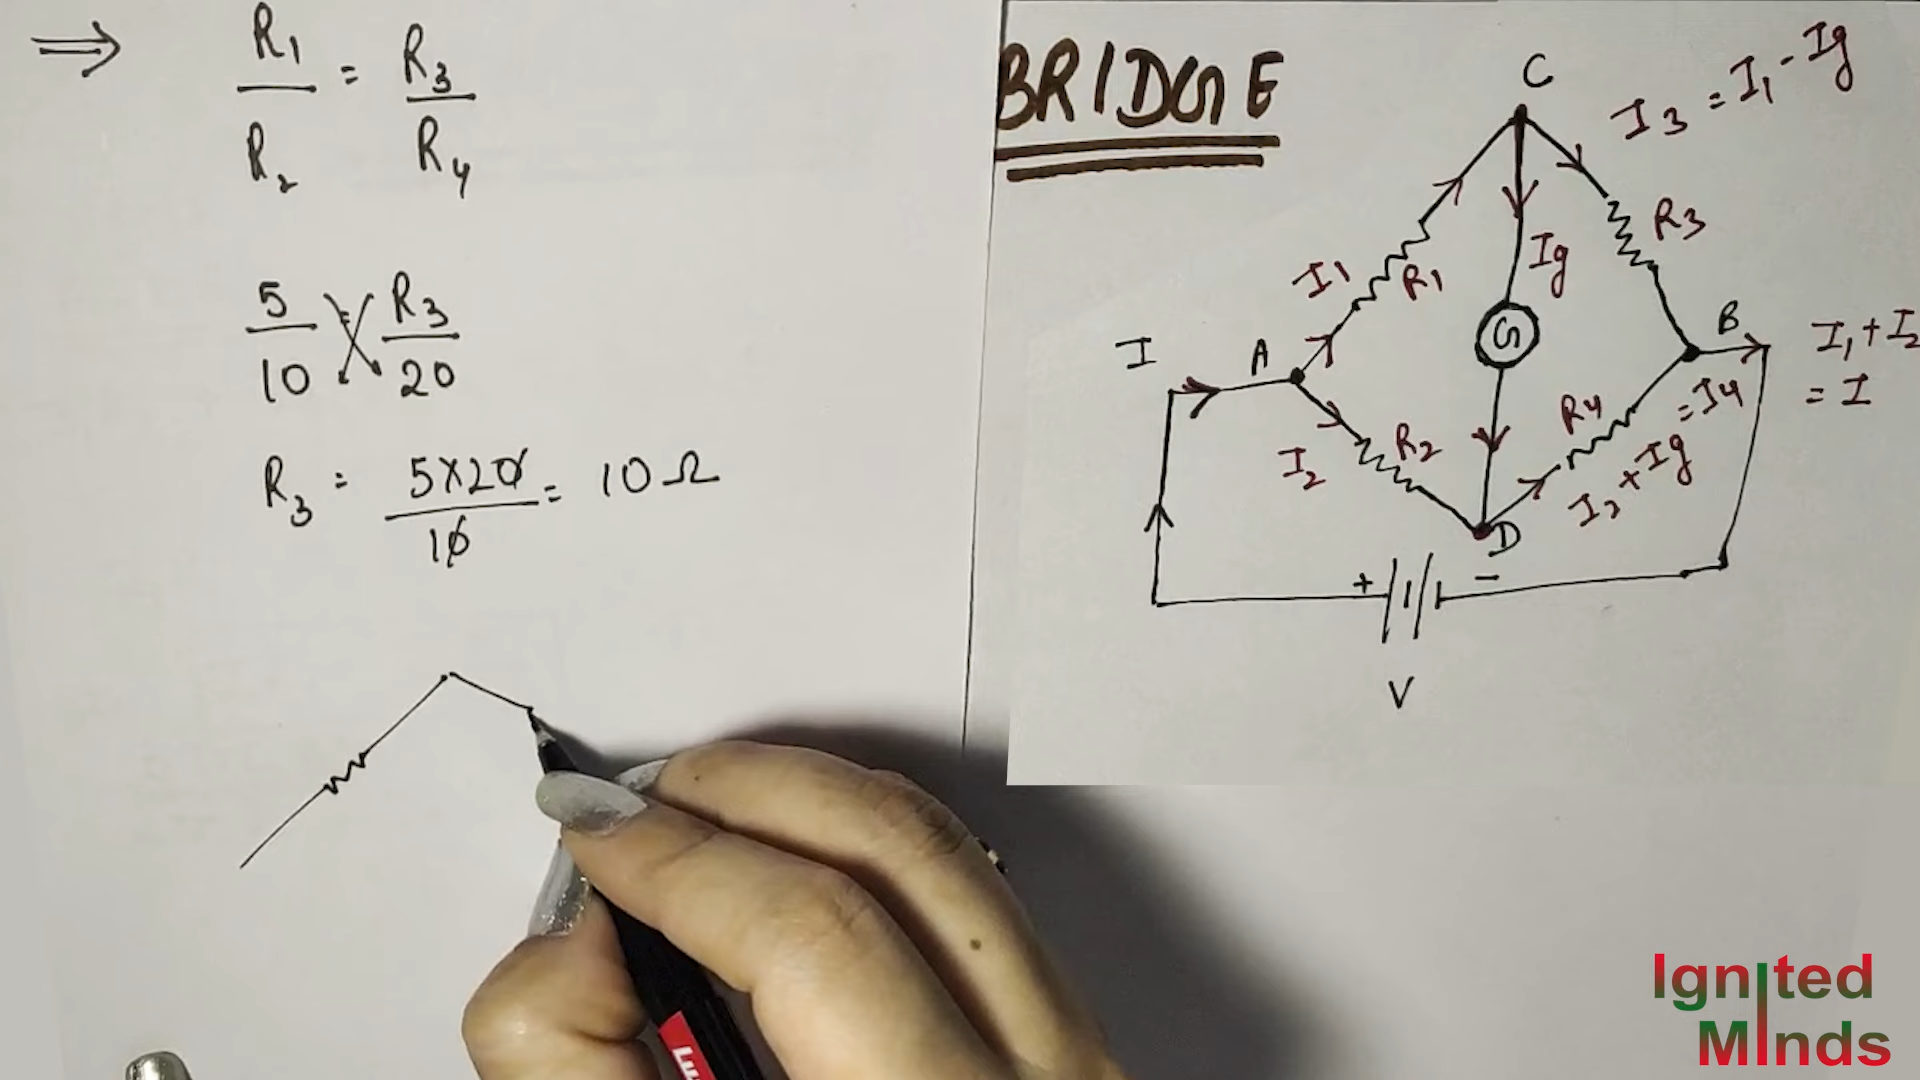 ⇒ R1/R2 = R3/R4
5/10 = R3/20
R3 = 5×20/10 = 10Ω
BRIDGE
C
I3 = I1 - Ig
R3
I1
R1
Ig
G
I
A
B
I1 + I2
= I
I2
R2
R4
= I4
I2 + Ig
D
+
-
V
Ignited
Minds